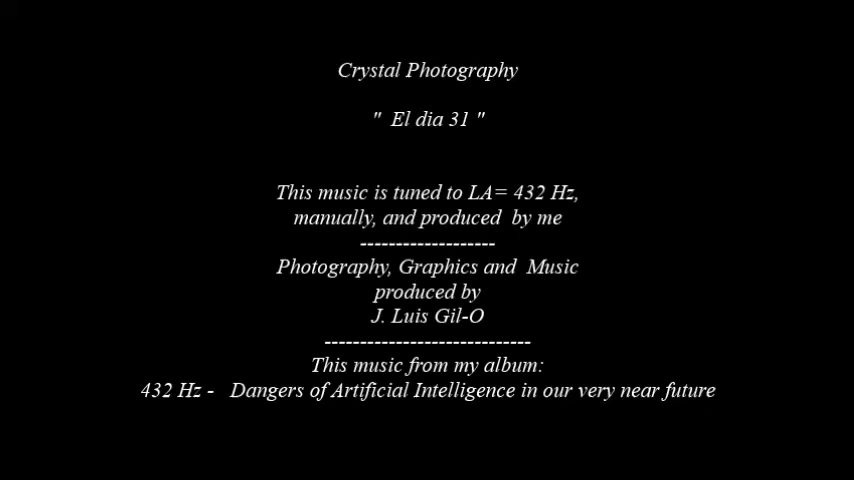 Crystal Photography
"  El dia 31 "
This music is tuned to LA= 432 Hz,
manually, and produced  by me
-------------------
Photography, Graphics and  Music
produced by
J. Luis Gil-O
-----------------------------
This music from my album:
432 Hz -   Dangers of Artificial Intelligence in our very near future